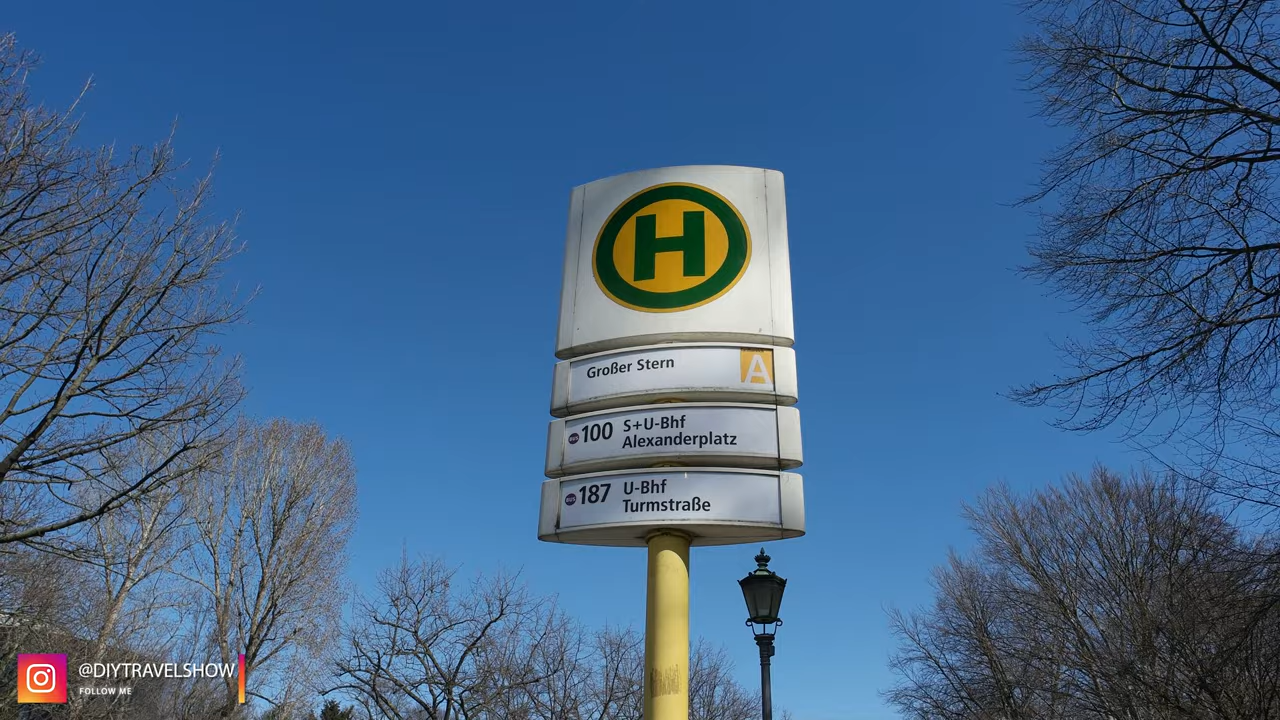 H
Großer Stern
A
100 S+U-Bhf
Alexanderplatz
187 U-Bhf
Turmstraße
@DIYTRAVELSHOW
FOLLOW ME